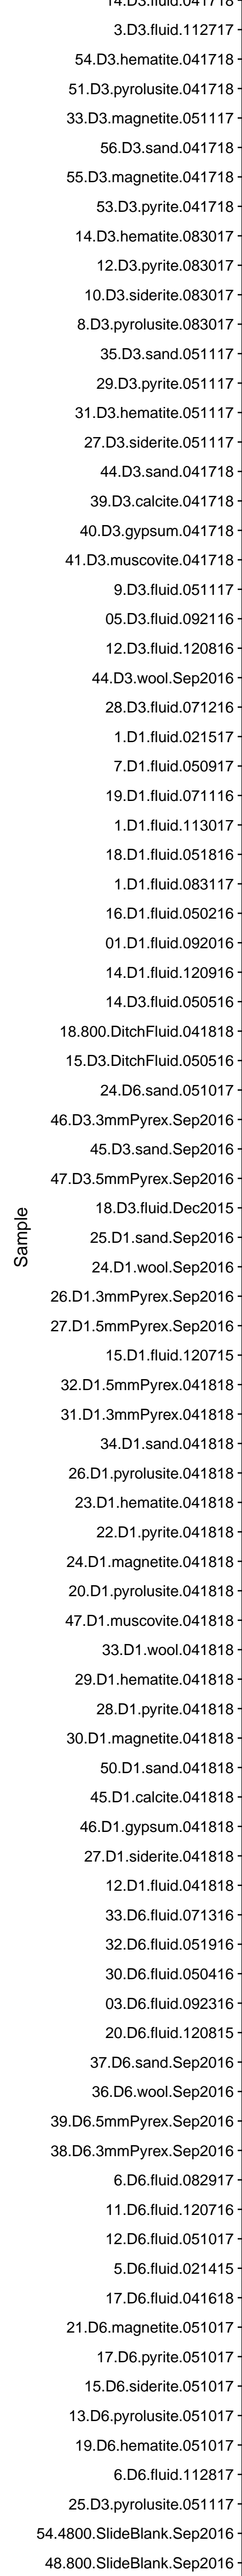 14.D3.fluid.041718
3.D3.fluid.112717
54.D3.hematite.041718
51.D3.pyrolusite.041718
33.D3.magnetite.051117
56.D3.sand.041718
55.D3.magnetite.041718
53.D3.pyrite.041718
14.D3.hematite.083017
12.D3.pyrite.083017
10.D3.siderite.083017
8.D3.pyrolusite.083017
35.D3.sand.051117
29.D3.pyrite.051117
31.D3.hematite.051117
27.D3.siderite.051117
44.D3.sand.041718
39.D3.calcite.041718
40.D3.gypsum.041718
41.D3.muscovite.041718
9.D3.fluid.051117
05.D3.fluid.092116
12.D3.fluid.120816
44.D3.wool.Sep2016
28.D3.fluid.071216
1.D1.fluid.021517
7.D1.fluid.050917
19.D1.fluid.071116
1.D1.fluid.113017
18.D1.fluid.051816
1.D1.fluid.083117
16.D1.fluid.050216
01.D1.fluid.092016
14.D1.fluid.120916
14.D3.fluid.050516
18.800.DitchFluid.041818
15.D3.DitchFluid.050516
24.D6.sand.051017
46.D3.3mmPyrex.Sep2016
45.D3.sand.Sep2016
47.D3.5mmPyrex.Sep2016
18.D3.fluid.Dec2015
25.D1.sand.Sep2016
24.D1.wool.Sep2016
26.D1.3mmPyrex.Sep2016
27.D1.5mmPyrex.Sep2016
15.D1.fluid.120715
32.D1.5mmPyrex.041818
31.D1.3mmPyrex.041818
34.D1.sand.041818
26.D1.pyrolusite.041818
23.D1.hematite.041818
22.D1.pyrite.041818
24.D1.magnetite.041818
20.D1.pyrolusite.041818
47.D1.muscovite.041818
33.D1.wool.041818
29.D1.hematite.041818
28.D1.pyrite.041818
30.D1.magnetite.041818
50.D1.sand.041818
45.D1.calcite.041818
46.D1.gypsum.041818
27.D1.siderite.041818
12.D1.fluid.041818
33.D6.fluid.071316
32.D6.fluid.051916
30.D6.fluid.050416
03.D6.fluid.092316
20.D6.fluid.120815
37.D6.sand.Sep2016
36.D6.wool.Sep2016
39.D6.5mmPyrex.Sep2016
38.D6.3mmPyrex.Sep2016
6.D6.fluid.082917
11.D6.fluid.120716
12.D6.fluid.051017
5.D6.fluid.021415
17.D6.fluid.041618
21.D6.magnetite.051017
17.D6.pyrite.051017
15.D6.siderite.051017
13.D6.pyrolusite.051017
19.D6.hematite.051017
6.D6.fluid.112817
25.D3.pyrolusite.051117
54.4800.SlideBlank.Sep2016
48.800.SlideBlank.Sep2016
Sample